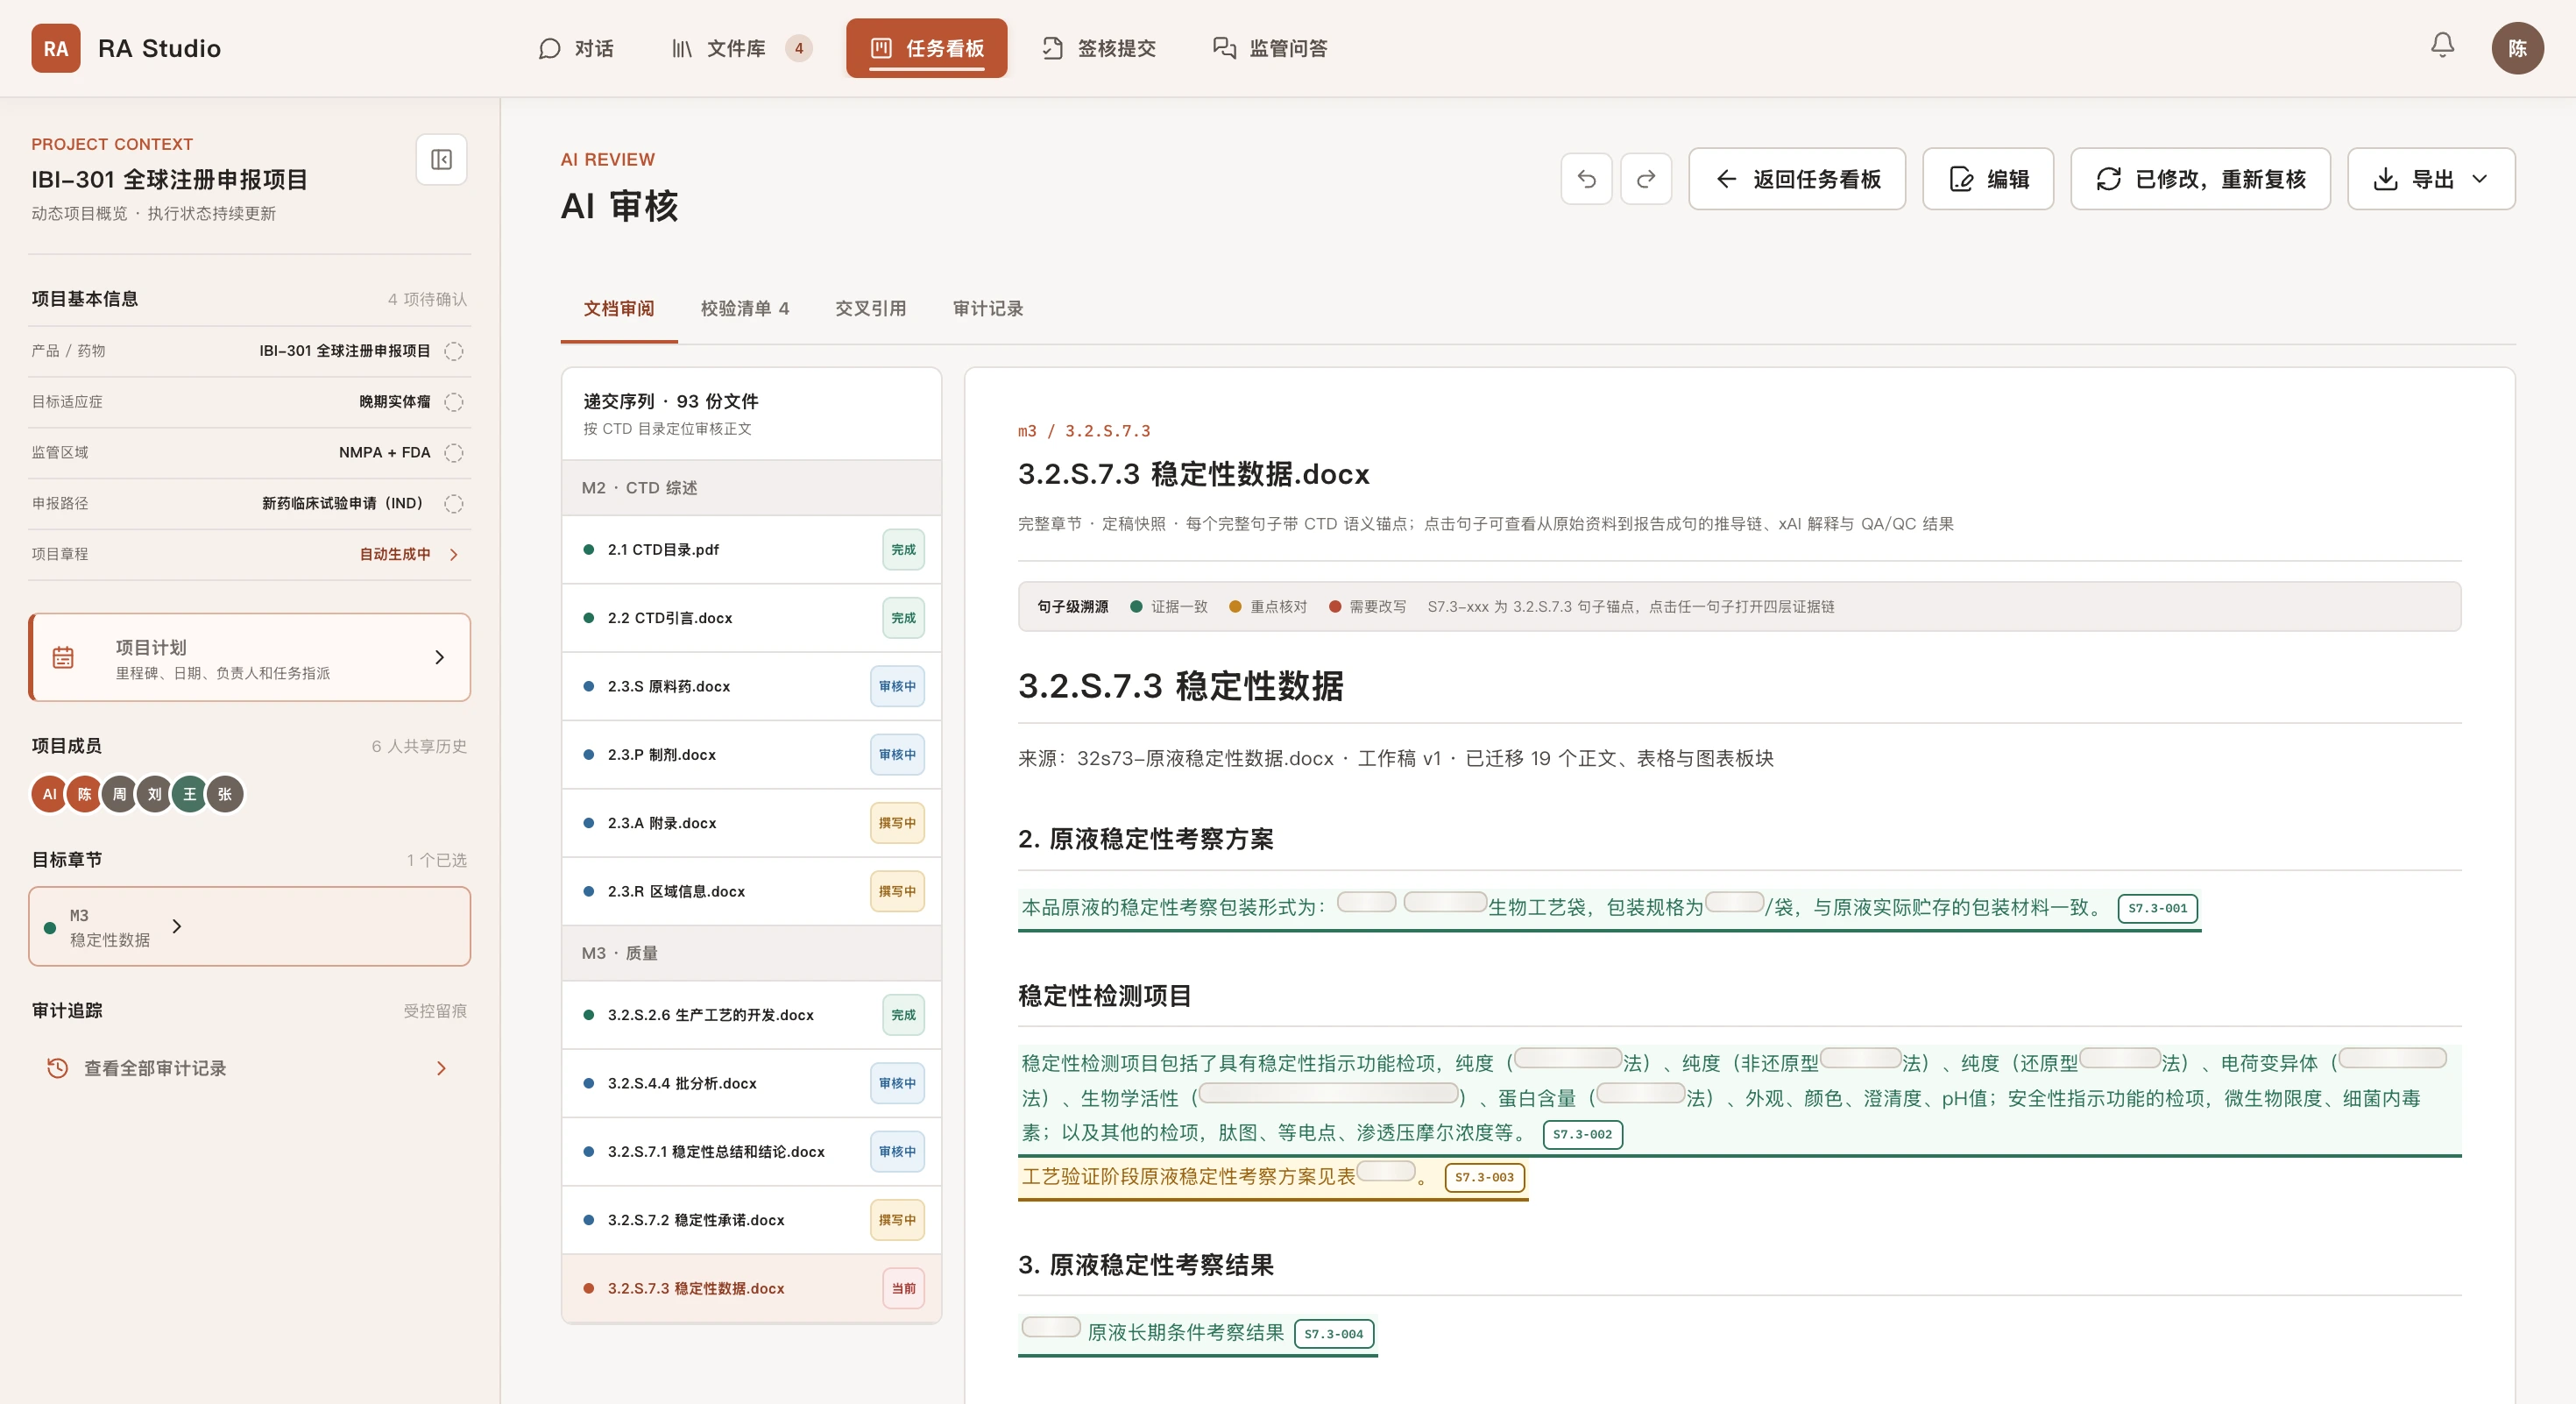 RA RA Studio 对话 文件库 4 任务看板 签核提交 监管问答 陈
PROJECT CONTEXT
IBI-301 全球注册申报项目
动态项目概览 · 执行状态持续更新
项目基本信息 4 项待确认
产品 / 药物 IBI-301 全球注册申报项目
目标适应症 晚期实体瘤
监管区域 NMPA + FDA
申报路径 新药临床试验申请（IND）
项目章程 自动生成中
项目计划
里程碑、日期、负责人和任务指派
项目成员 6 人共享历史
AI 陈 周 刘 王 张
目标章节 1 个已选
M3
稳定性数据
审计追踪 受控留痕
查看全部审计记录
AI REVIEW
AI 审核
返回任务看板 编辑 已修改，重新复核 导出
文档审阅 校验清单 4 交叉引用 审计记录
递交序列 · 93 份文件
按 CTD 目录定位审核正文
M2 · CTD 综述
2.1 CTD目录.pdf 完成
2.2 CTD引言.docx 完成
2.3.S 原料药.docx 审核中
2.3.P 制剂.docx 审核中
2.3.A 附录.docx 撰写中
2.3.R 区域信息.docx 撰写中
M3 · 质量
3.2.S.2.6 生产工艺的开发.docx 完成
3.2.S.4.4 批分析.docx 审核中
3.2.S.7.1 稳定性总结和结论.docx 审核中
3.2.S.7.2 稳定性承诺.docx 撰写中
3.2.S.7.3 稳定性数据.docx 当前
m3 / 3.2.S.7.3
3.2.S.7.3 稳定性数据.docx
完整章节 · 定稿快照 · 每个完整句子带 CTD 语义锚点；点击句子可查看从原始资料到报告成句的推导链、xAI 解释与 QA/QC 结果
句子级溯源 证据一致 重点核对 需要改写 S7.3-xxx 为 3.2.S.7.3 句子锚点，点击任一句子打开四层证据链
3.2.S.7.3 稳定性数据
来源：32s73-原液稳定性数据.docx · 工作稿 v1 · 已迁移 19 个正文、表格与图表板块
2. 原液稳定性考察方案
本品原液的稳定性考察包装形式为： 生物工艺袋，包装规格为 /袋，与原液实际贮存的包装材料一致。 S7.3-001
稳定性检测项目
稳定性检测项目包括了具有稳定性指示功能检项，纯度（ 法）、纯度（非还原型 法）、纯度（还原型 法）、电荷变异体（
法）、生物学活性（ ）、蛋白含量（ 法）、外观、颜色、澄清度、pH值；安全性指示功能的检项，微生物限度、细菌内毒
素；以及其他的检项，肽图、等电点、渗透压摩尔浓度等。 S7.3-002
工艺验证阶段原液稳定性考察方案见表 。 S7.3-003
3. 原液稳定性考察结果
原液长期条件考察结果 S7.3-004